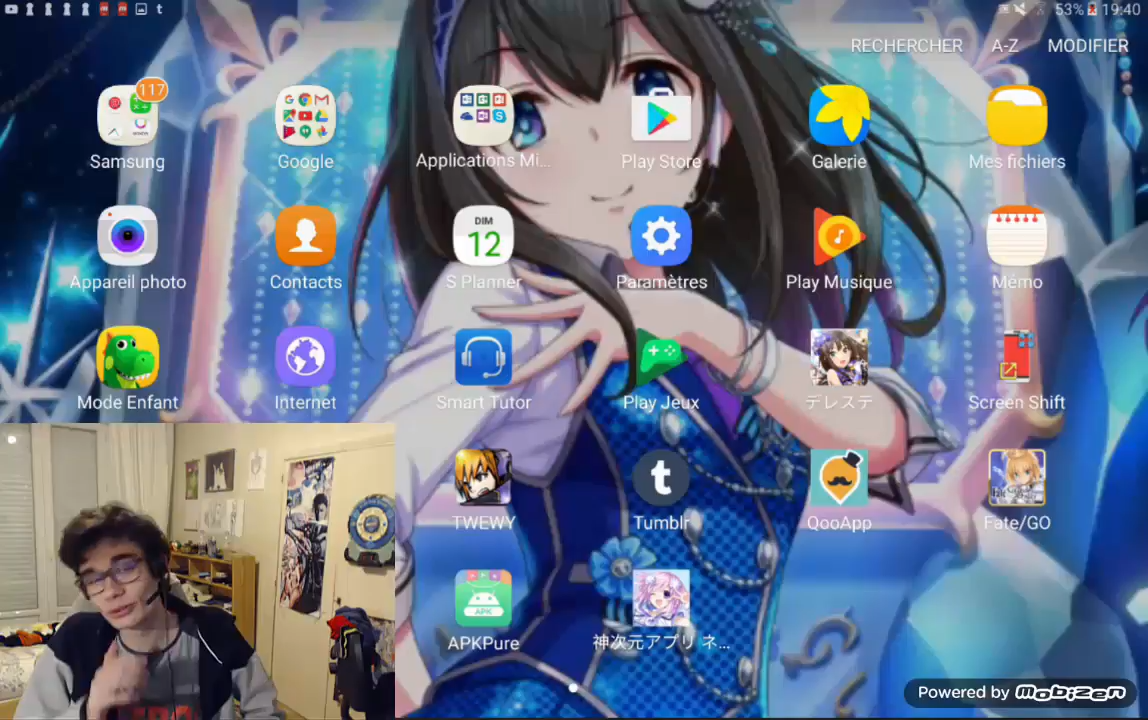 53% 19:40
RECHERCHER A-Z MODIFIER
117
Samsung Google Applications Mi... Play Store Galerie Mes fichiers
DIM
12
Appareil photo Contacts S Planner Paramètres Play Musique Mémo
Mode Enfant Internet Smart Tutor Play Jeux デレステ Screen Shift
t
TWEWY Tumblr QooApp Fate/GO
APK
APKPure 神次元アプリ ネ...
Powered by Mobizen